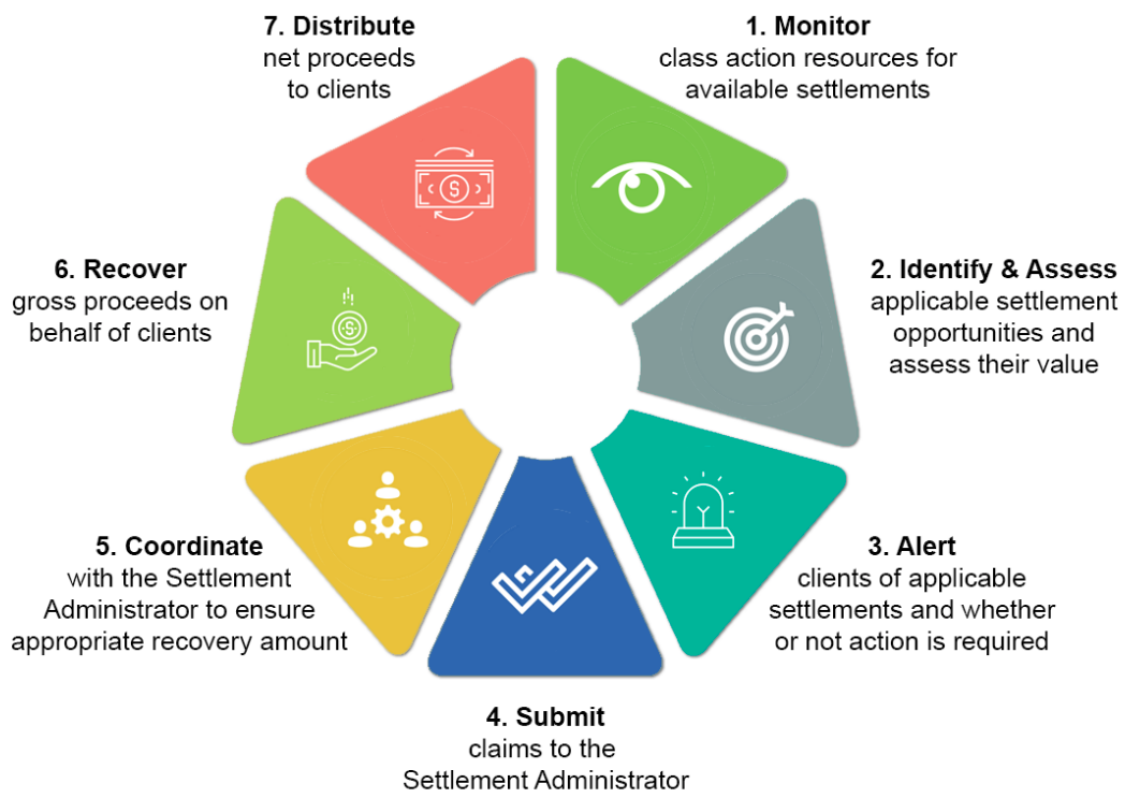 1. Monitor
class action resources for
available settlements
2. Identify & Assess
applicable settlement
opportunities and
assess their value
3. Alert
clients of applicable
settlements and whether
or not action is required
4. Submit
claims to the
Settlement Administrator
5. Coordinate
with the Settlement
Administrator to ensure
appropriate recovery amount
6. Recover
gross proceeds on
behalf of clients
7. Distribute
net proceeds
to clients